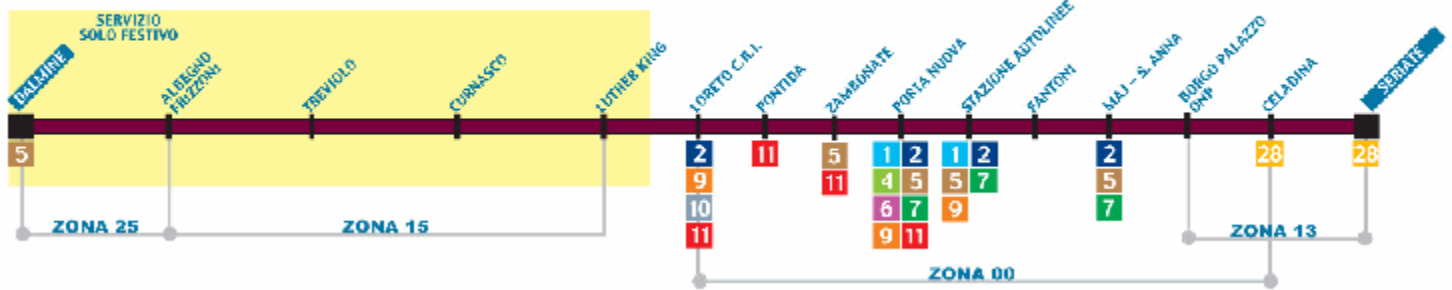 SERVIZIO
SOLO FESTIVO
DALMINE
ALBEGNO
FRIZZONI
TREVIOLO
CURNASCO
LUTHER KING
LORETO C.R.I.
PONTIDA
ZAMBONATE
PORTA NUOVA
STAZIONE AUTOLINEE
FANTONI
MAJ - S. ANNA
BORGO PALAZZO
ONP
CELADINA
SERIATE
5
2
9
10
11
11
5
11
1 2
4 5
6 7
9 11
1 2
5 7
9
2
5
7
28
28
ZONA 25
ZONA 15
ZONA 13
ZONA 00